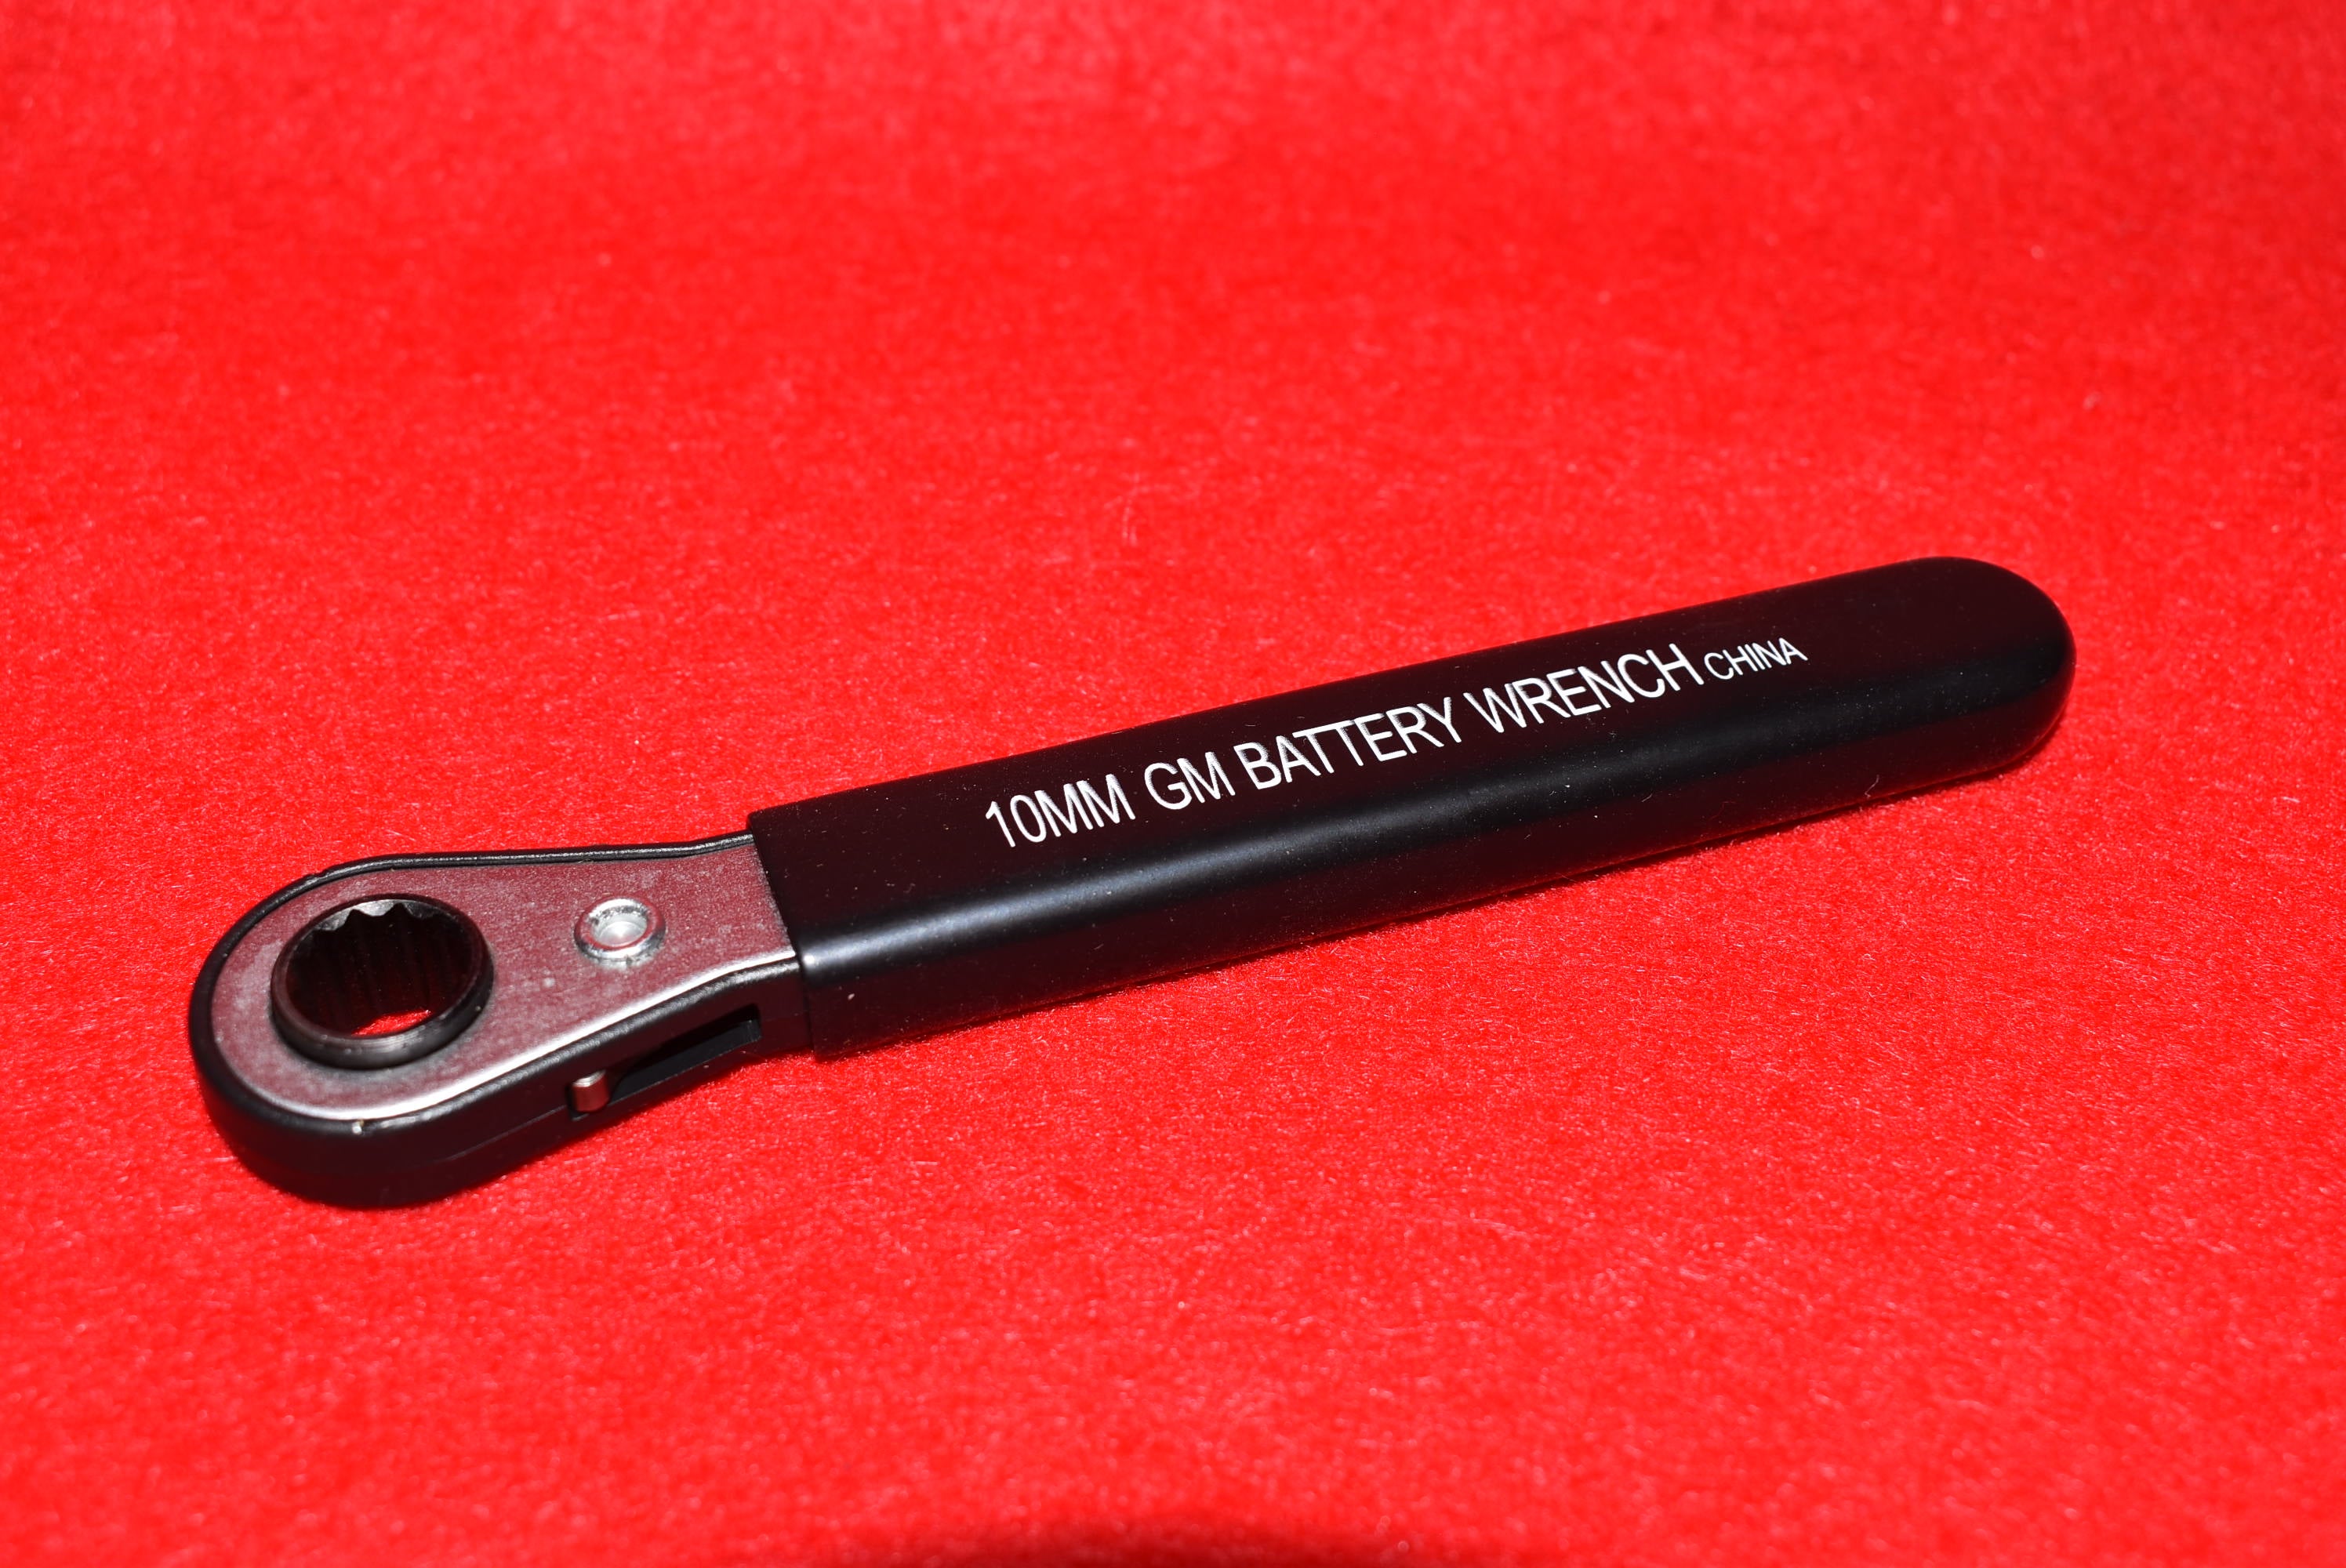 10MM GM BATTERY WRENCH CHINA